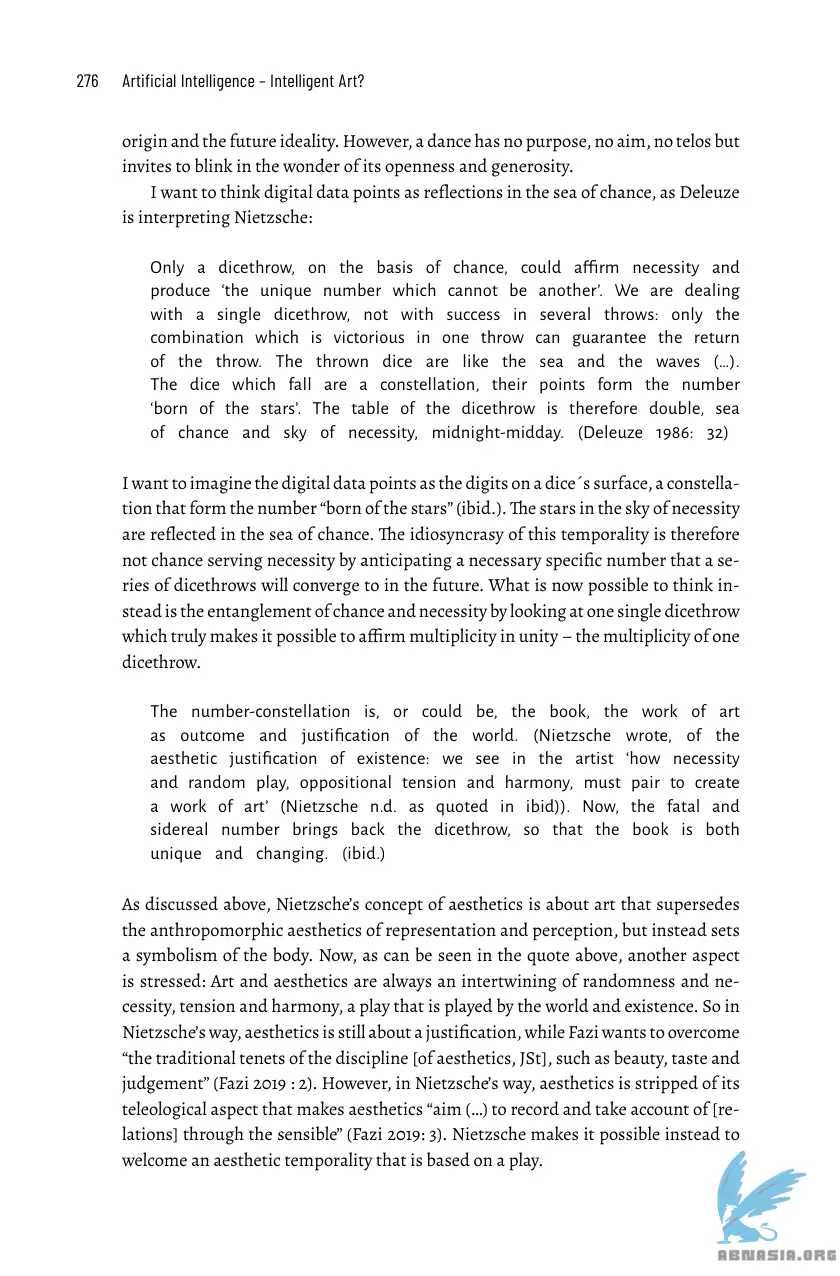 276 Artificial Intelligence – Intelligent Art?
origin and the future ideality. However, a dance has no purpose, no aim, no telos but
invites to blink in the wonder of its openness and generosity.
I want to think digital data points as reflections in the sea of chance, as Deleuze
is interpreting Nietzsche:
Only a dicethrow, on the basis of chance, could affirm necessity and
produce ‘the unique number which cannot be another’. We are dealing
with a single dicethrow, not with success in several throws: only the
combination which is victorious in one throw can guarantee the return
of the throw. The thrown dice are like the sea and the waves (…).
The dice which fall are a constellation, their points form the number
‘born of the stars’. The table of the dicethrow is therefore double, sea
of chance and sky of necessity, midnight-midday. (Deleuze 1986: 32)
I want to imagine the digital data points as the digits on a dice´s surface, a constella-
tion that form the number “born of the stars” (ibid.). The stars in the sky of necessity
are reflected in the sea of chance. The idiosyncrasy of this temporality is therefore
not chance serving necessity by anticipating a necessary specific number that a se-
ries of dicethrows will converge to in the future. What is now possible to think in-
stead is the entanglement of chance and necessity by looking at one single dicethrow
which truly makes it possible to affirm multiplicity in unity – the multiplicity of one
dicethrow.
The number-constellation is, or could be, the book, the work of art
as outcome and justification of the world. (Nietzsche wrote, of the
aesthetic justification of existence: we see in the artist ‘how necessity
and random play, oppositional tension and harmony, must pair to create
a work of art’ (Nietzsche n.d. as quoted in ibid)). Now, the fatal and
sidereal number brings back the dicethrow, so that the book is both
unique and changing. (ibid.)
As discussed above, Nietzsche’s concept of aesthetics is about art that supersedes
the anthropomorphic aesthetics of representation and perception, but instead sets
a symbolism of the body. Now, as can be seen in the quote above, another aspect
is stressed: Art and aesthetics are always an intertwining of randomness and ne-
cessity, tension and harmony, a play that is played by the world and existence. So in
Nietzsche’s way, aesthetics is still about a justification, while Fazi wants to overcome
“the traditional tenets of the discipline [of aesthetics, JSt], such as beauty, taste and
judgement” (Fazi 2019 : 2). However, in Nietzsche’s way, aesthetics is stripped of its
teleological aspect that makes aesthetics “aim (…) to record and take account of [re-
lations] through the sensible” (Fazi 2019: 3). Nietzsche makes it possible instead to
welcome an aesthetic temporality that is based on a play.
ABNASIA.ORG